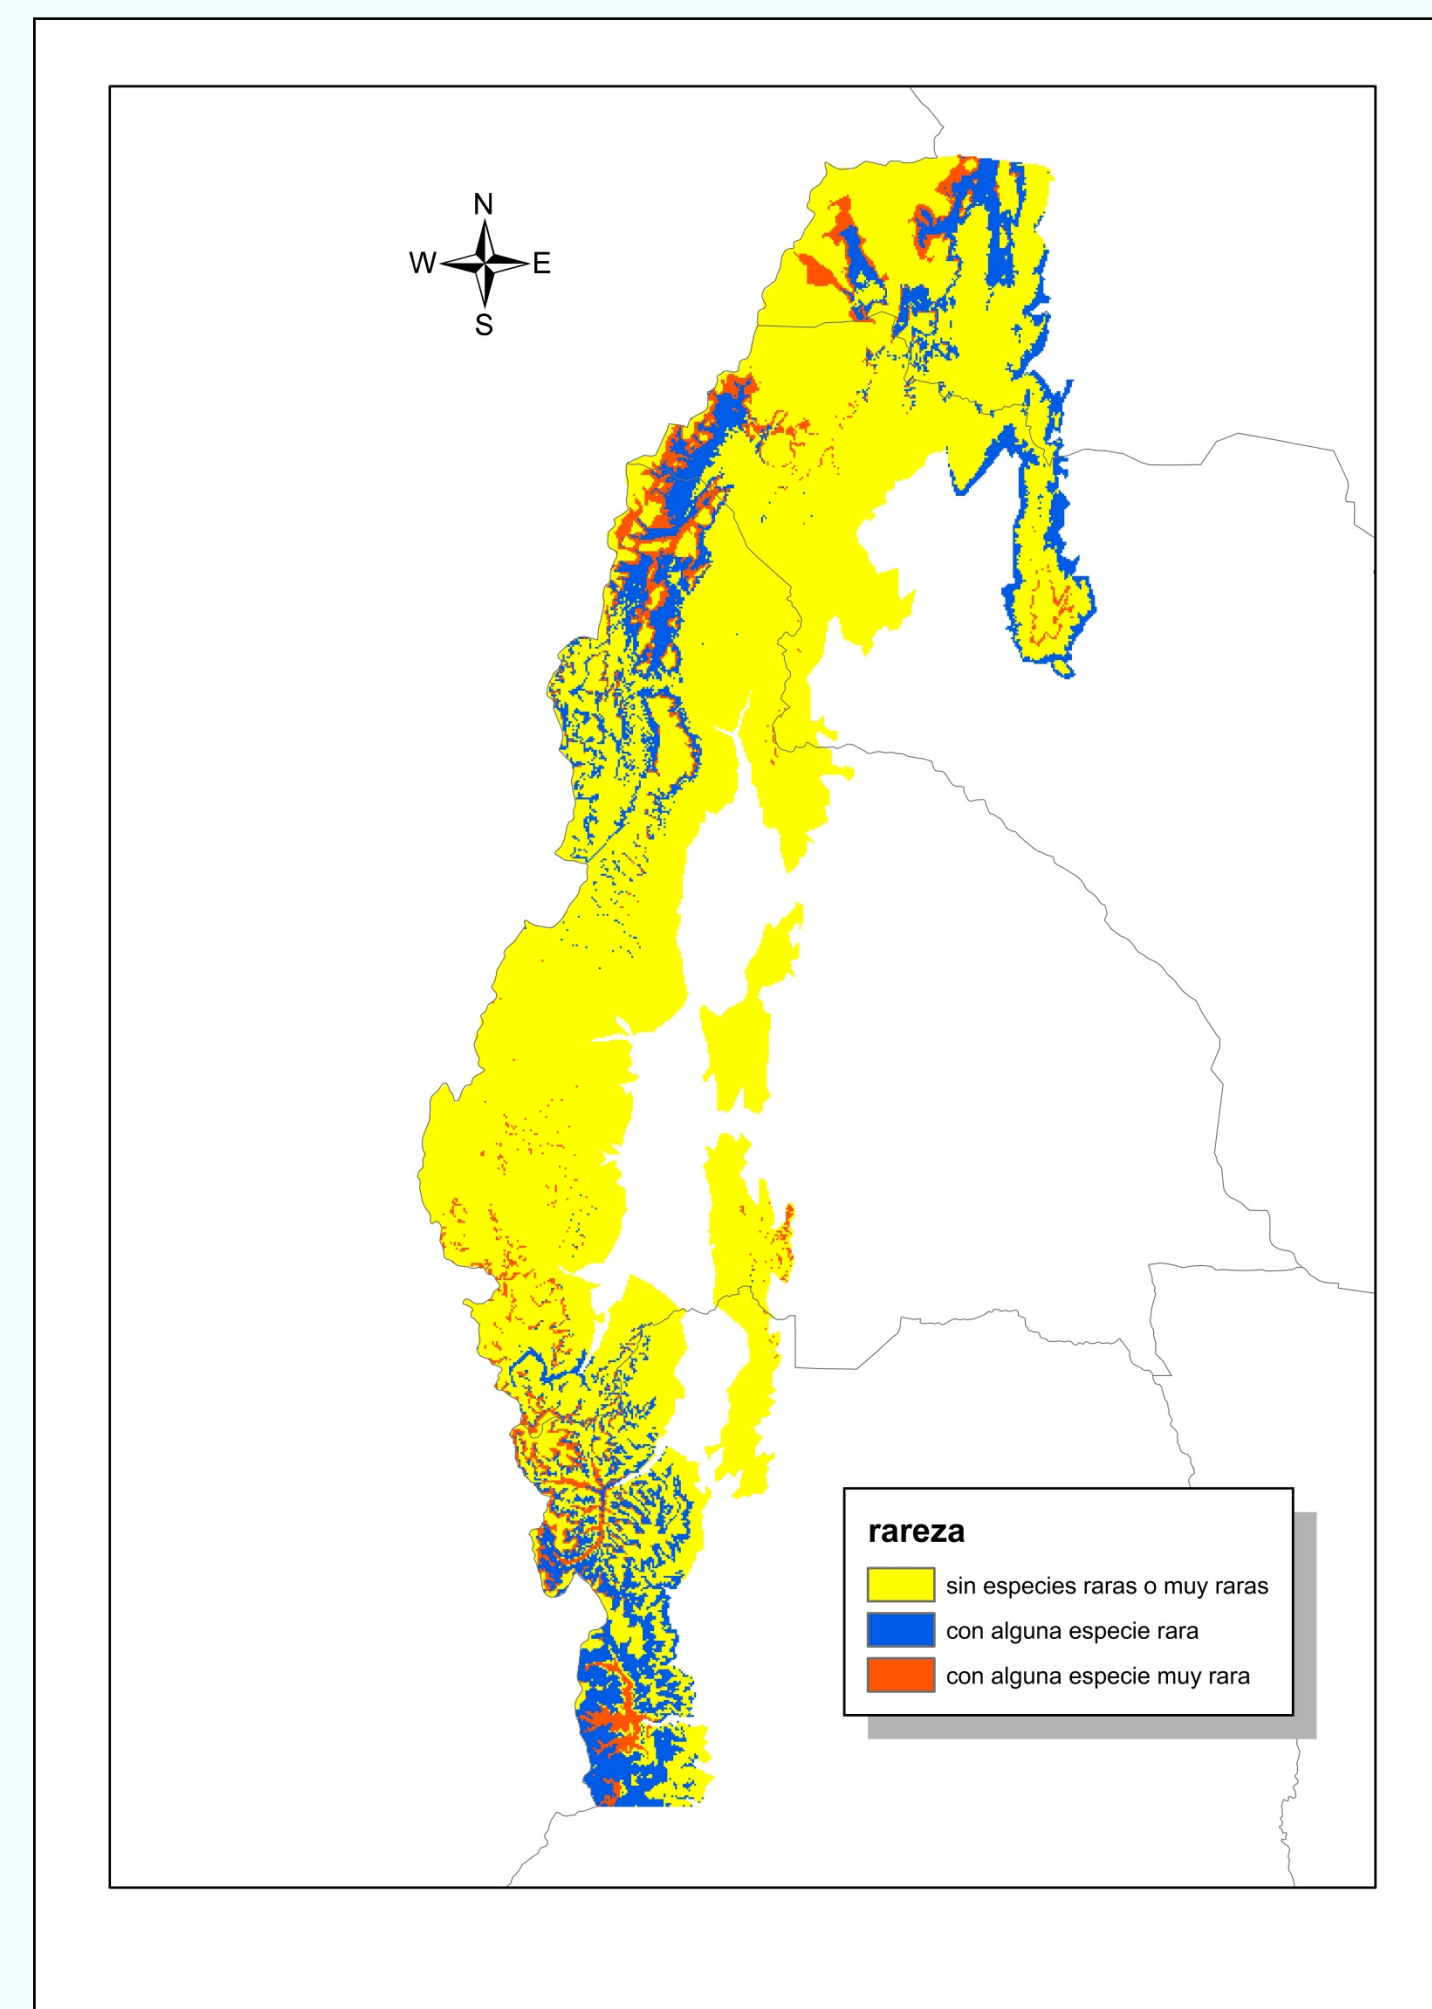 N
W E
S
rareza
sin especies raras o muy raras
con alguna especie rara
con alguna especie muy rara